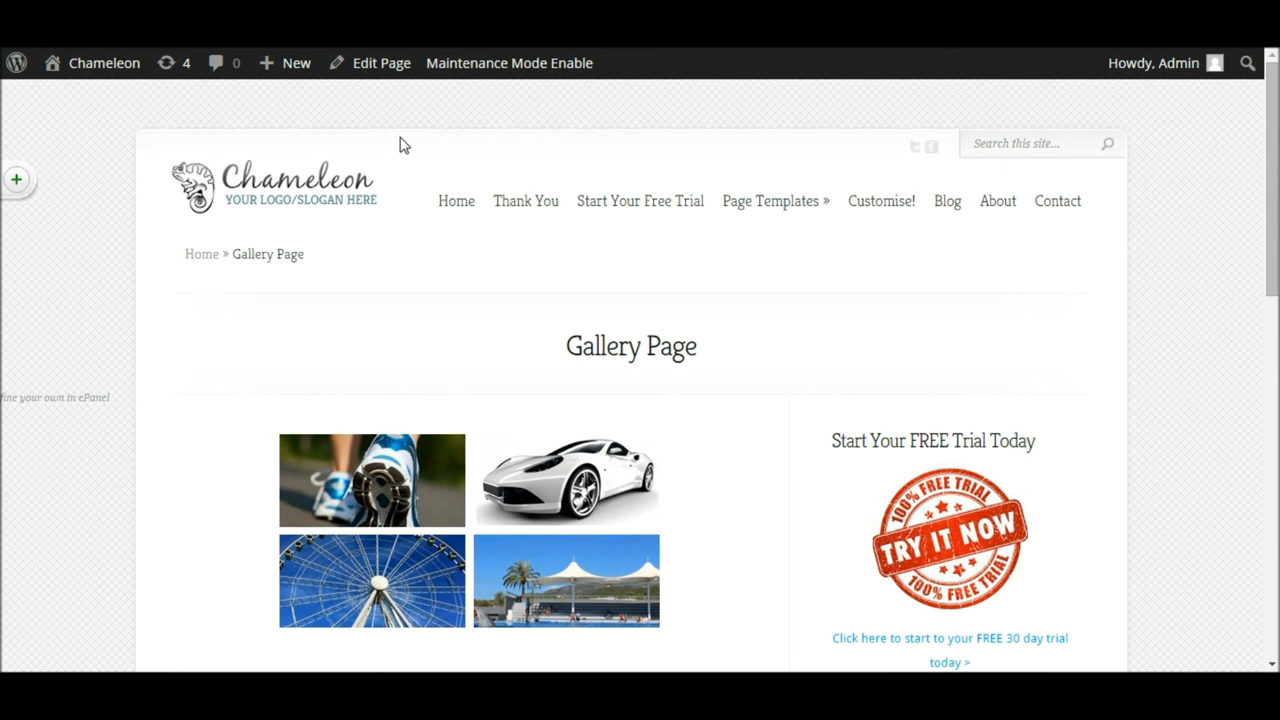 Chameleon 4 0 New Edit Page Maintenance Mode Enable Howdy, Admin
Search this site...
Chameleon
YOUR LOGO/SLOGAN HERE
Home Thank You Start Your Free Trial Page Templates » Customise! Blog About Contact
Home » Gallery Page
Gallery Page
fine your own in ePanel
Start Your FREE Trial Today
100% FREE TRIAL
TRY IT NOW
100% FREE TRIAL
Click here to start to your FREE 30 day trial
today >